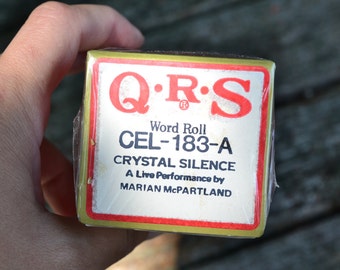 Q·R·S
Word Roll
CEL-183-A
CRYSTAL SILENCE
A Live Performance by
MARIAN McPARTLAND